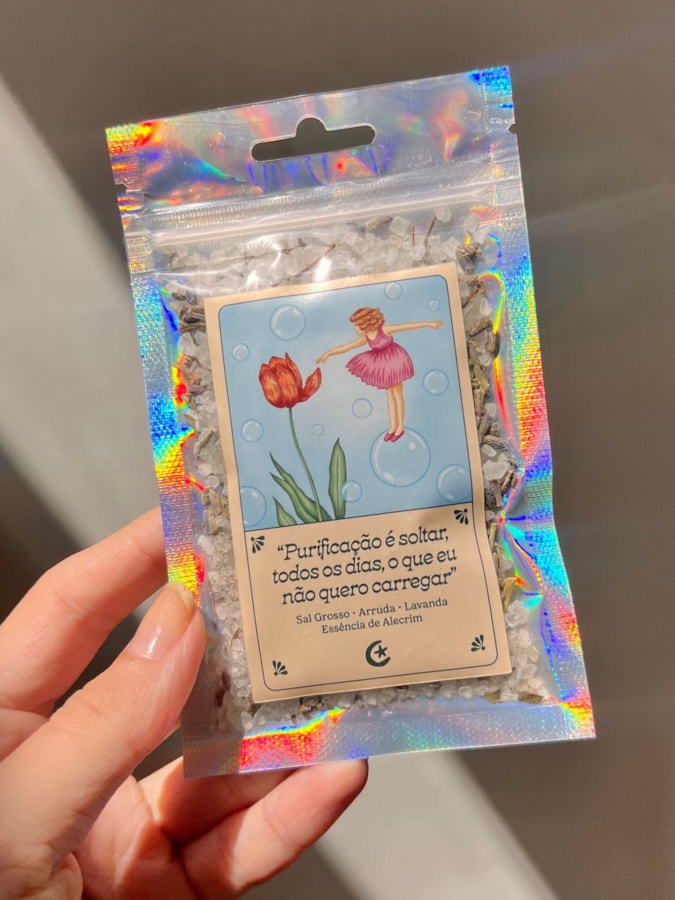 “Purificação é soltar,
todos os dias, o que eu
não quero carregar”
Sal Grosso • Arruda • Lavanda
Essência de Alecrim